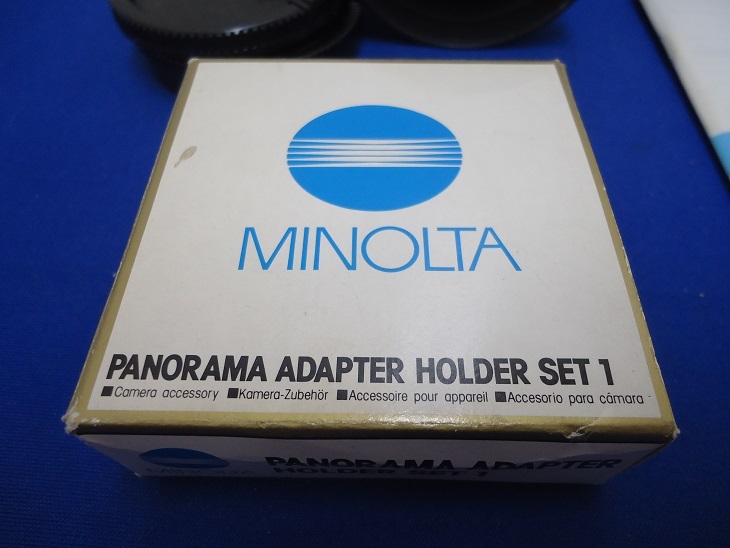 MINOLTA
PANORAMA ADAPTER HOLDER SET 1
■Camera accessory ■Kamera-Zubehör ■Accessoire pour appareil ■Accesorio para cámara
MINOLTA PANORAMA ADAPTER
HOLDER SET 1